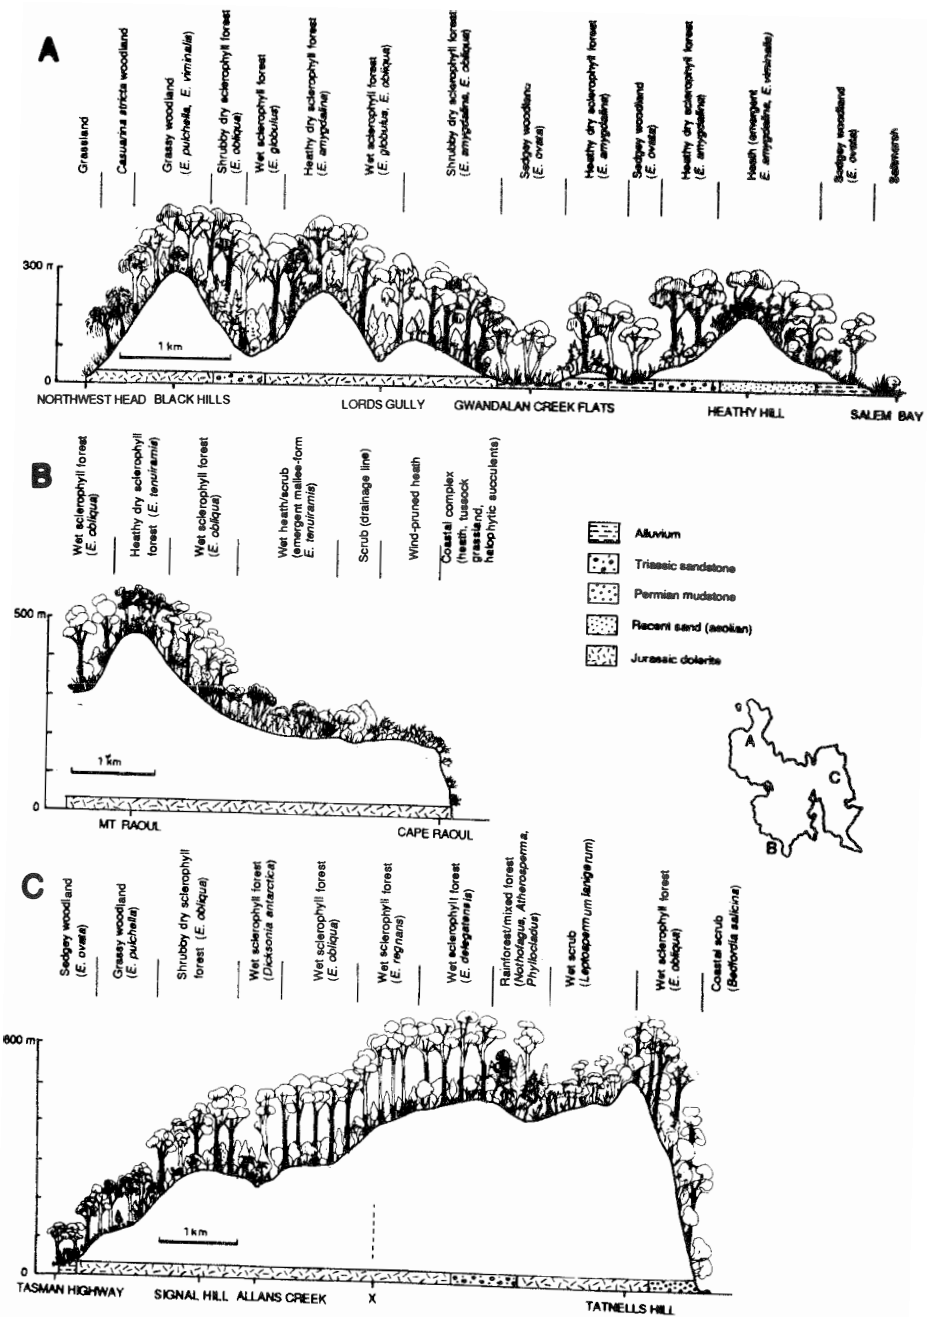 A
Grassland
Casuarina stricta woodland
Grassy woodland
(E. pulchella, E. viminalis)
Shrubby dry sclerophyll forest
(E. obliqua)
Wet sclerophyll forest
(E. globulus)
Heathy dry sclerophyll forest
(E. amygdalina)
Wet sclerophyll forest
(E. globulus, E. obliqua)
Shrubby dry sclerophyll forest
(E. amygdalina, E. obliqua)
Sedgey woodland
(E. ovata)
Heathy dry sclerophyll forest
(E. amygdalina)
Sedgey woodland
(E. ovata)
Heathy dry sclerophyll forest
(E. amygdalina)
Heath (emergent
E. amygdalina, E. viminalis)
Sedgey woodland
(E. ovata)
Saltmarsh
300 m
1 km
0
NORTHWEST HEAD BLACK HILLS
LORDS GULLY
GWANDALAN CREEK FLATS
HEATHY HILL
SALEM BAY
B
Wet sclerophyll forest
(E. obliqua)
Heathy dry sclerophyll
forest (E. tenuiramis)
Wet sclerophyll forest
(E. obliqua)
Wet heath/scrub
(emergent mallee-form
E. tenuiramis)
Scrub (drainage line)
Wind-pruned heath
Coastal complex
(heath, tussock
grassland,
halophytic succulents)
500 m
1 km
0
MT RAOUL
CAPE RAOUL
Alluvium
Triassic sandstone
Permian mudstone
Recent sand (aeolian)
Jurassic dolerite
A
C
B
C
Sedgey woodland
(E. ovata)
Grassy woodland
(E. pulchella)
Shrubby dry sclerophyll
forest (E. obliqua)
Wet sclerophyll forest
(Dicksonia antarctica)
Wet sclerophyll forest
(E. obliqua)
Wet sclerophyll forest
(E. regnans)
Wet sclerophyll forest
(E. delegatensis)
Rainforest/mixed forest
(Nothofagus, Atherosperma,
Phyllocladus)
Wet scrub
(Leptospermum lanigerum)
Wet sclerophyll forest
(E. obliqua)
Coastal scrub
(Bedfordia salicina)
600 m
1 km
0
TASMAN HIGHWAY
SIGNAL HILL
ALLANS CREEK
X
TATNELLS HILL